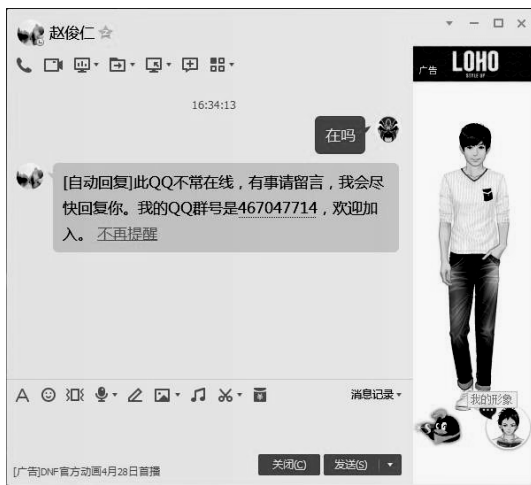 赵俊仁
广告
LOHO
STYLE UP
16:34:13
在吗
[自动回复]此QQ不常在线，有事请留言，我会尽
快回复你。我的QQ群号是467047714，欢迎加
入。 不再提醒
消息记录
我的形象
[广告]DNF官方动画4月28日首播
关闭(C)
发送(S)